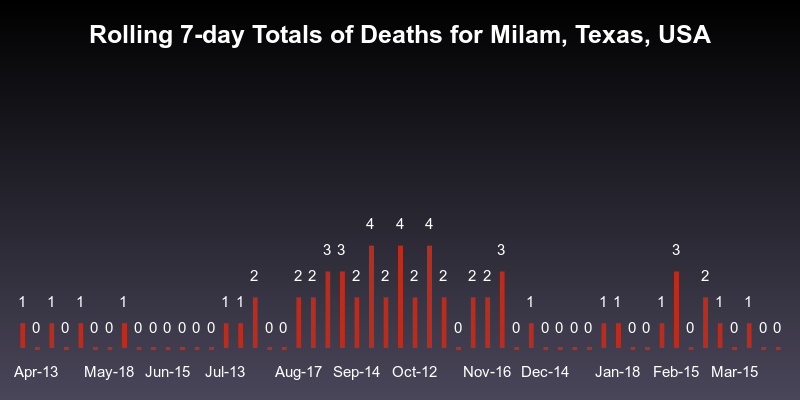 Rolling 7-day Totals of Deaths for Milam, Texas, USA
1 0 1 0 1 0 0 1 0 0 0 0 0 0 1 1 2 0 0 2 2 3 3 2 4 2 4 2 4 2 0 2 2 3 0 1 0 0 0 0 1 1 0 0 1 3 0 2 1 0 1 0 0
Apr-13 May-18 Jun-15 Jul-13 Aug-17 Sep-14 Oct-12 Nov-16 Dec-14 Jan-18 Feb-15 Mar-15